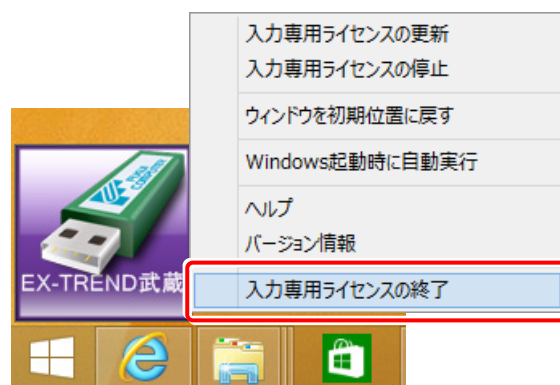 入力専用ライセンスの更新
入力専用ライセンスの停止
ウィンドウを初期位置に戻す
Windows起動時に自動実行
ヘルプ
バージョン情報
入力専用ライセンスの終了
FUKUI COMPUTER
EX-TREND武蔵